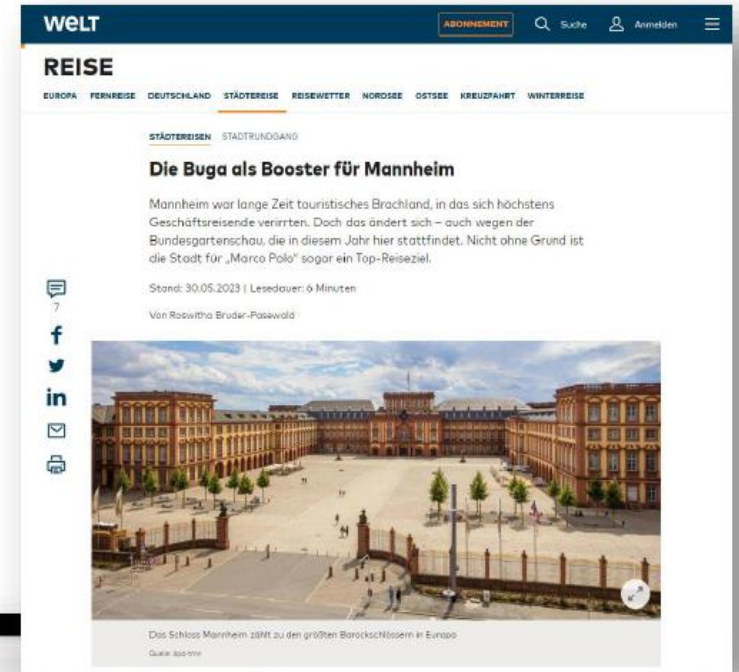 WELT
ABONNEMENT Suche Anmelden
REISE
EUROPA FERNREISE DEUTSCHLAND STÄDTEREISE REISEWETTER NORDSEE OSTSEE KREUZFAHRT WINTERREISE
STÄDTEREISEN STADTRUNDGANG
Die Buga als Booster für Mannheim
Mannheim war lange Zeit touristisches Brachland, in das sich höchstens
Geschäftsreisende verirrten. Doch das ändert sich – auch wegen der
Bundesgartenschau, die in diesem Jahr hier stattfindet. Nicht ohne Grund ist
die Stadt für „Marco Polo“ sogar ein Top-Reiseziel.
Stand: 30.05.2023 | Lesedauer: 6 Minuten
7
Von Roswitha Bruder-Pasewald
Das Schloss Mannheim zählt zu den größten Barockschlössern in Europa
Quelle: dpa-tmn